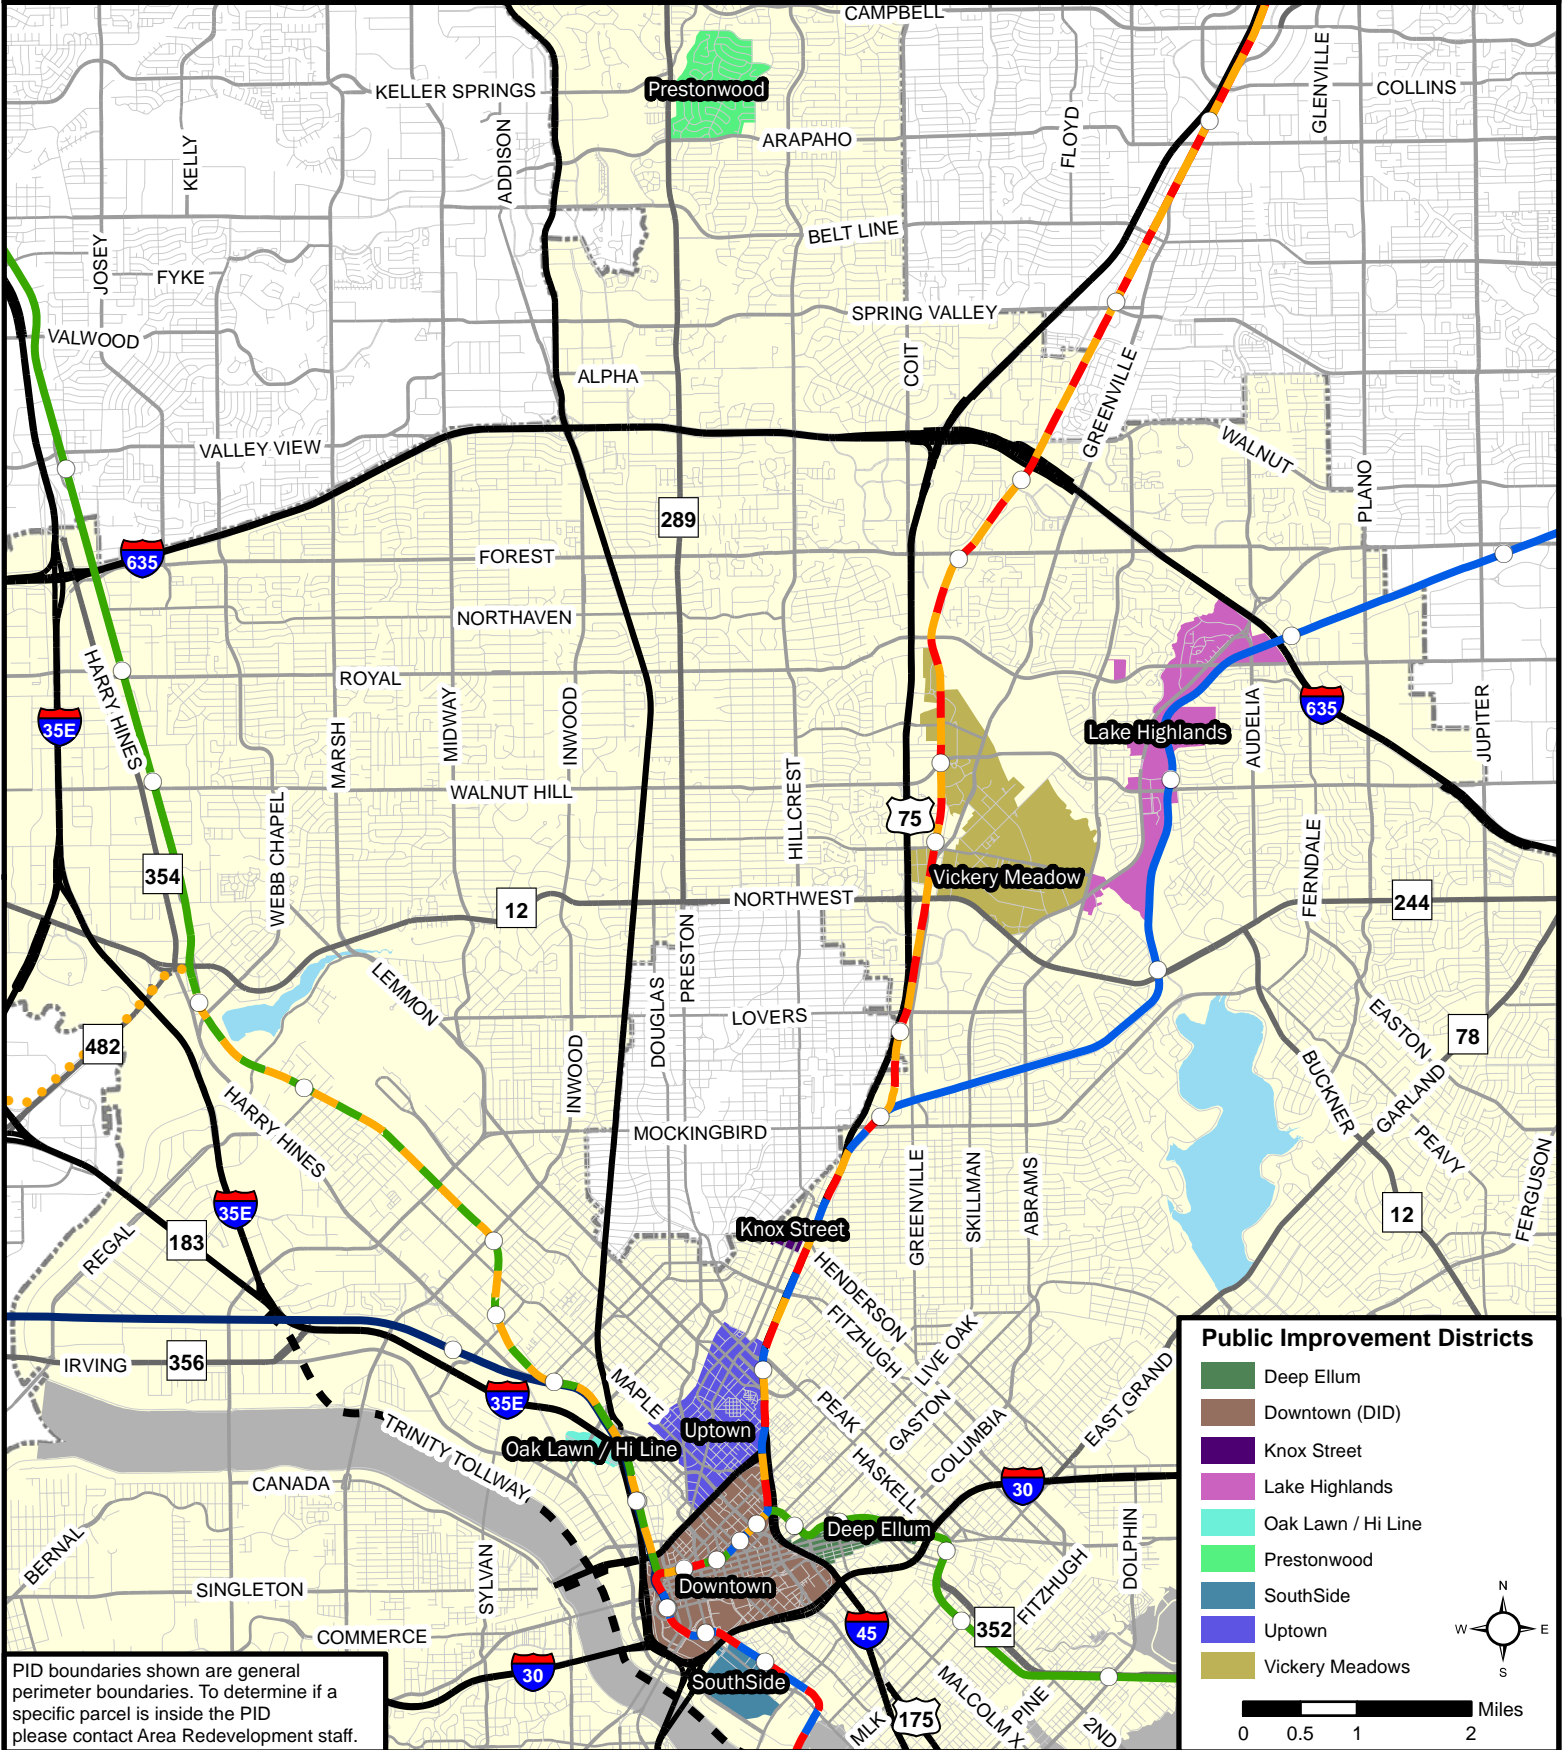 CAMPBELL
KELLER SPRINGS
Prestonwood
COLLINS
GLENVILLE
ADDISON
KELLY
ARAPAHO
FLOYD
BELT LINE
JOSEY
FYKE
SPRING VALLEY
VALWOOD
COIT
ALPHA
GREENVILLE
VALLEY VIEW
WALNUT
PLANO
289
635
FOREST
NORTHAVEN
ROYAL
HARRY HINES
35E
MARSH
MIDWAY
INWOOD
Lake Highlands
AUDELIA
635
JUPITER
WALNUT HILL
HILLCREST
75
WEBB CHAPEL
354
Vickery Meadow
FERNDALE
12
NORTHWEST
244
LEMMON
DOUGLAS
PRESTON
LOVERS
482
EASTON
78
INWOOD
HARRY HINES
BUCKNER
GARLAND
PEAVY
MOCKINGBIRD
GREENVILLE
SKILLMAN
ABRAMS
FERGUSON
35E
12
REGAL
183
Knox Street
HENDERSON
FITZHUGH
LIVE OAK
IRVING
356
35E
MAPLE
PEAK
GASTON
COLUMBIA
EAST GRAND
Uptown
Oak Lawn / Hi Line
TRINITY TOLLWAY
HASKELL
CANADA
30
Deep Ellum
DOLPHIN
BERNAL
SINGLETON
SYLVAN
Downtown
FITZHUGH
COMMERCE
45
352
30
SouthSide
MALCOLM X
PINE
MLK
175
2ND
Public Improvement Districts
Deep Ellum
Downtown (DID)
Knox Street
Lake Highlands
Oak Lawn / Hi Line
Prestonwood
SouthSide
Uptown
Vickery Meadows
N
W
E
S
Miles
0 0.5 1 2
PID boundaries shown are general
perimeter boundaries. To determine if a
specific parcel is inside the PID
please contact Area Redevelopment staff.